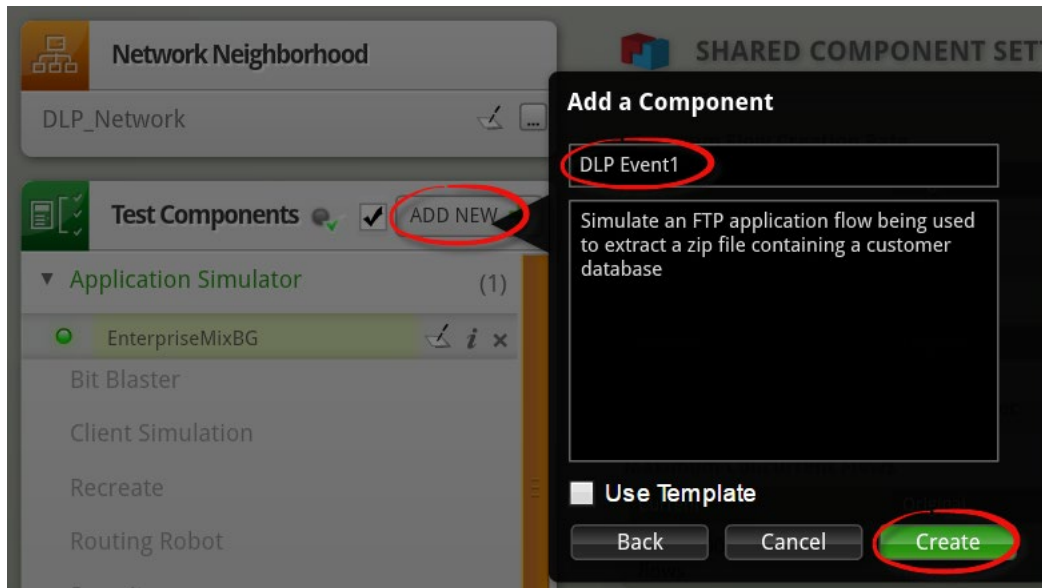 Network Neighborhood
SHARED COMPONENT SET
DLP_Network
...
Add a Component
DLP Event1
Test Components
ADD NEW
Simulate an FTP application flow being used
to extract a zip file containing a customer
database
Application Simulator
(1)
EnterpriseMixBG
i ×
Bit Blaster
Client Simulation
Recreate
Routing Robot
Use Template
Back
Cancel
Create